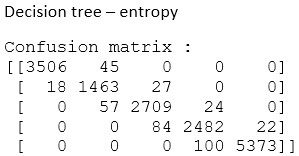 Decision tree – entropy
Confusion matrix :
[[3506 45 0 0 0]
[ 18 1463 27 0 0]
[ 0 57 2709 24 0]
[ 0 0 84 2482 22]
[ 0 0 0 100 5373]]